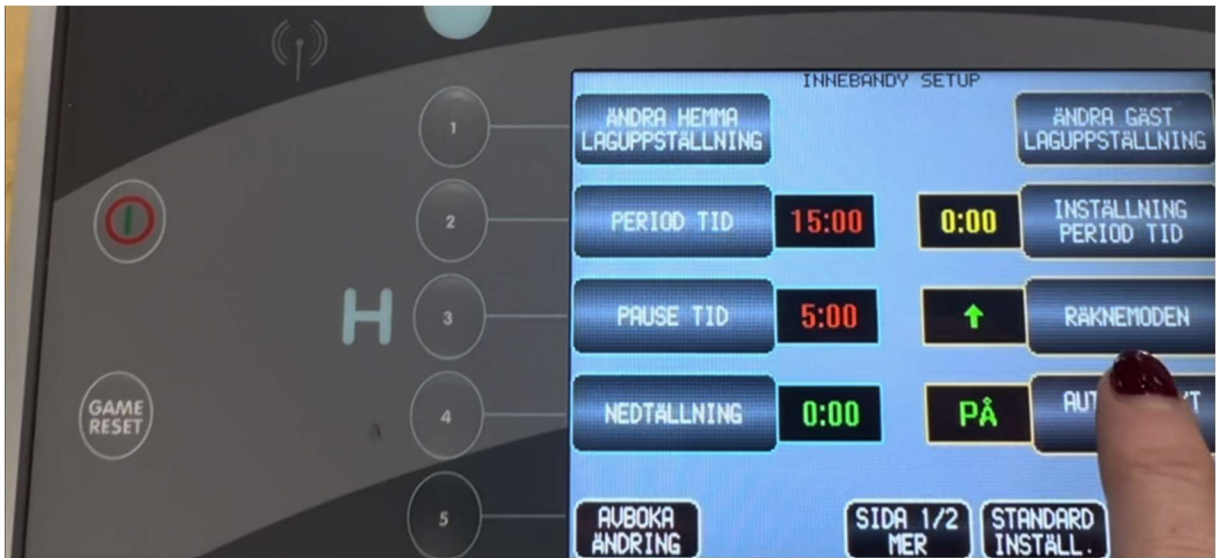 INNEBANDY SETUP
1
ÄNDRA HEMMA
LAGUPPSTÄLLNING
ÄNDRA GÄST
LAGUPPSTÄLLNING
2
PERIOD TID
15:00
0:00
INSTÄLLNING
PERIOD TID
H
3
PAUSE TID
5:00
RÄKNEMODEN
GAME
RESET
4
NEDTÄLLNING
0:00
PÅ
5
AVBOKA
ÄNDRING
SIDA 1/2
MER
STANDARD
INSTÄLL.